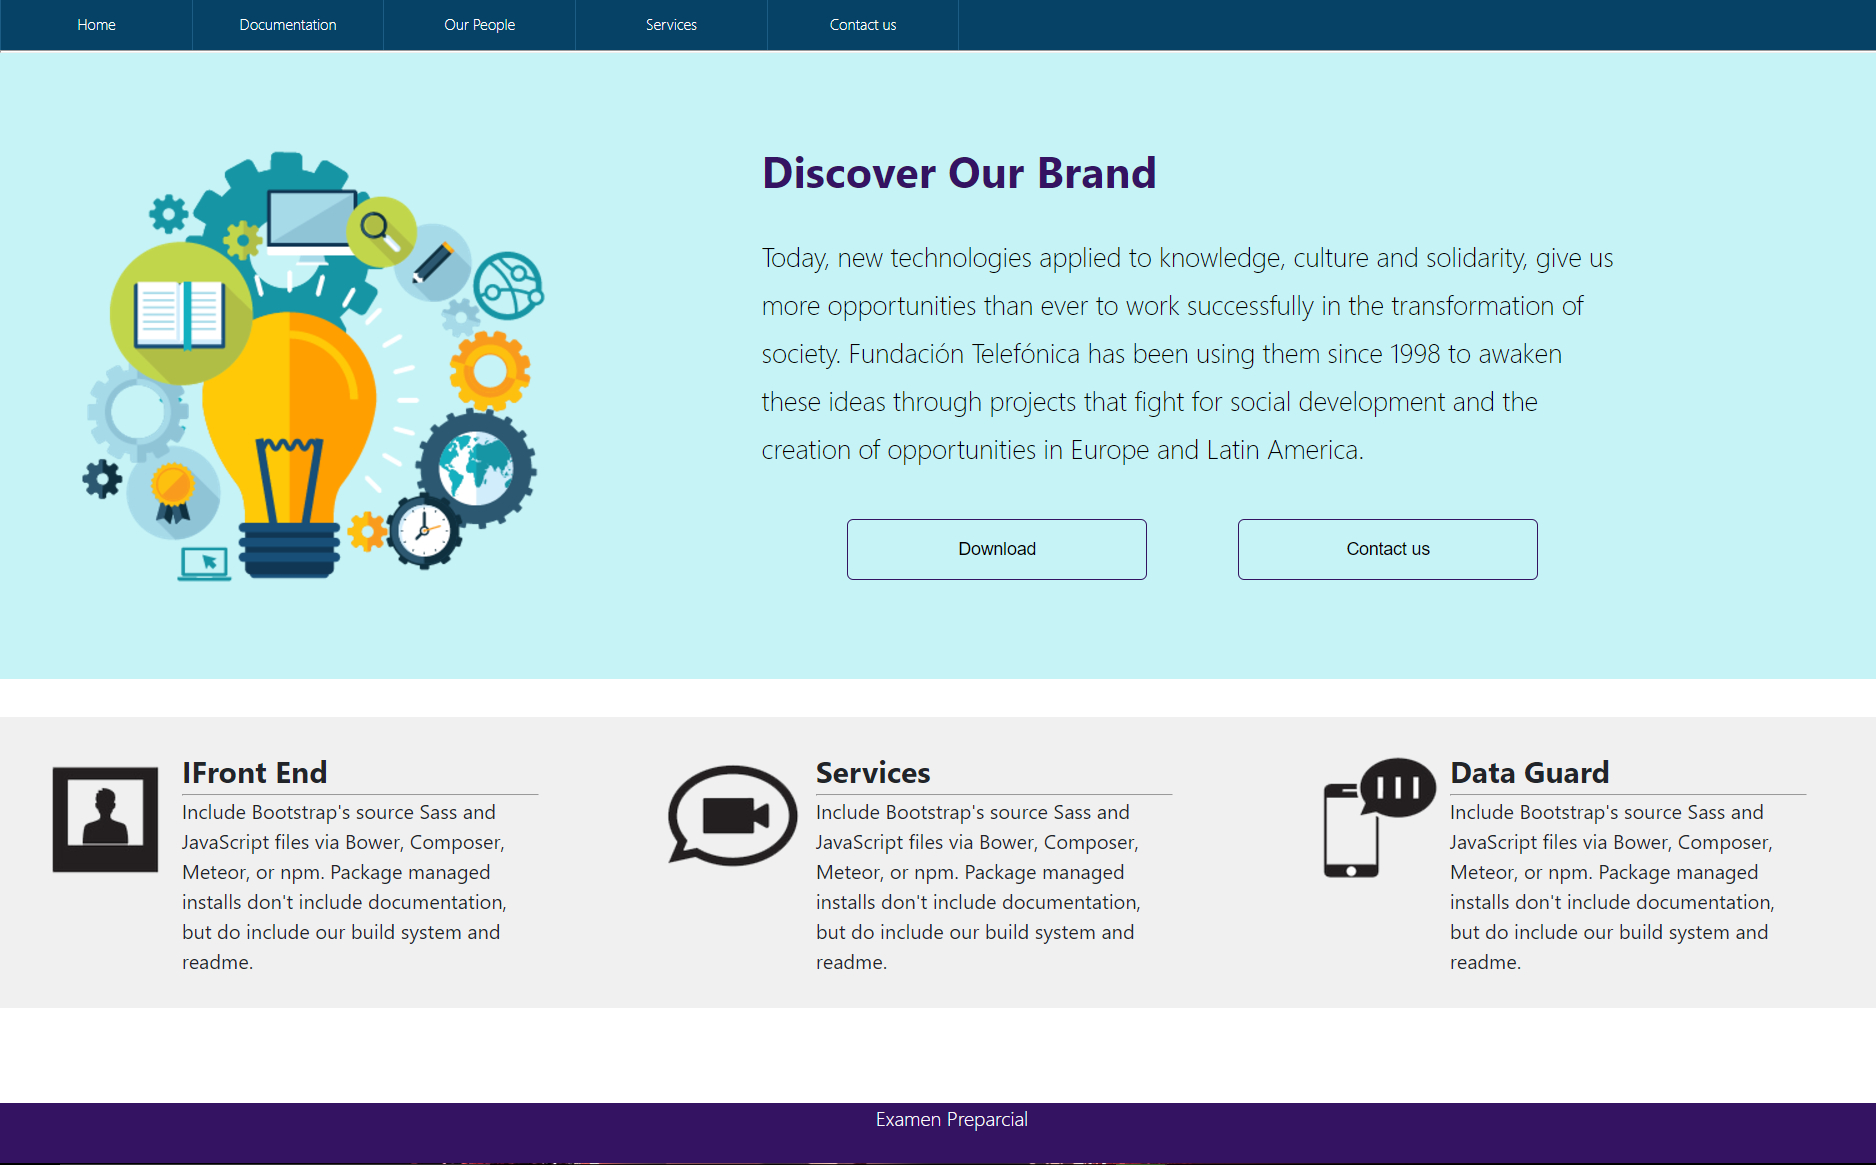 Home Documentation Our People Services Contact us
Discover Our Brand
Today, new technologies applied to knowledge, culture and solidarity, give us
more opportunities than ever to work successfully in the transformation of
society. Fundación Telefónica has been using them since 1998 to awaken
these ideas through projects that fight for social development and the
creation of opportunities in Europe and Latin America.
Download
Contact us
IFront End
Include Bootstrap's source Sass and
JavaScript files via Bower, Composer,
Meteor, or npm. Package managed
installs don't include documentation,
but do include our build system and
readme.
Services
Include Bootstrap's source Sass and
JavaScript files via Bower, Composer,
Meteor, or npm. Package managed
installs don't include documentation,
but do include our build system and
readme.
Data Guard
Include Bootstrap's source Sass and
JavaScript files via Bower, Composer,
Meteor, or npm. Package managed
installs don't include documentation,
but do include our build system and
readme.
Examen Preparcial